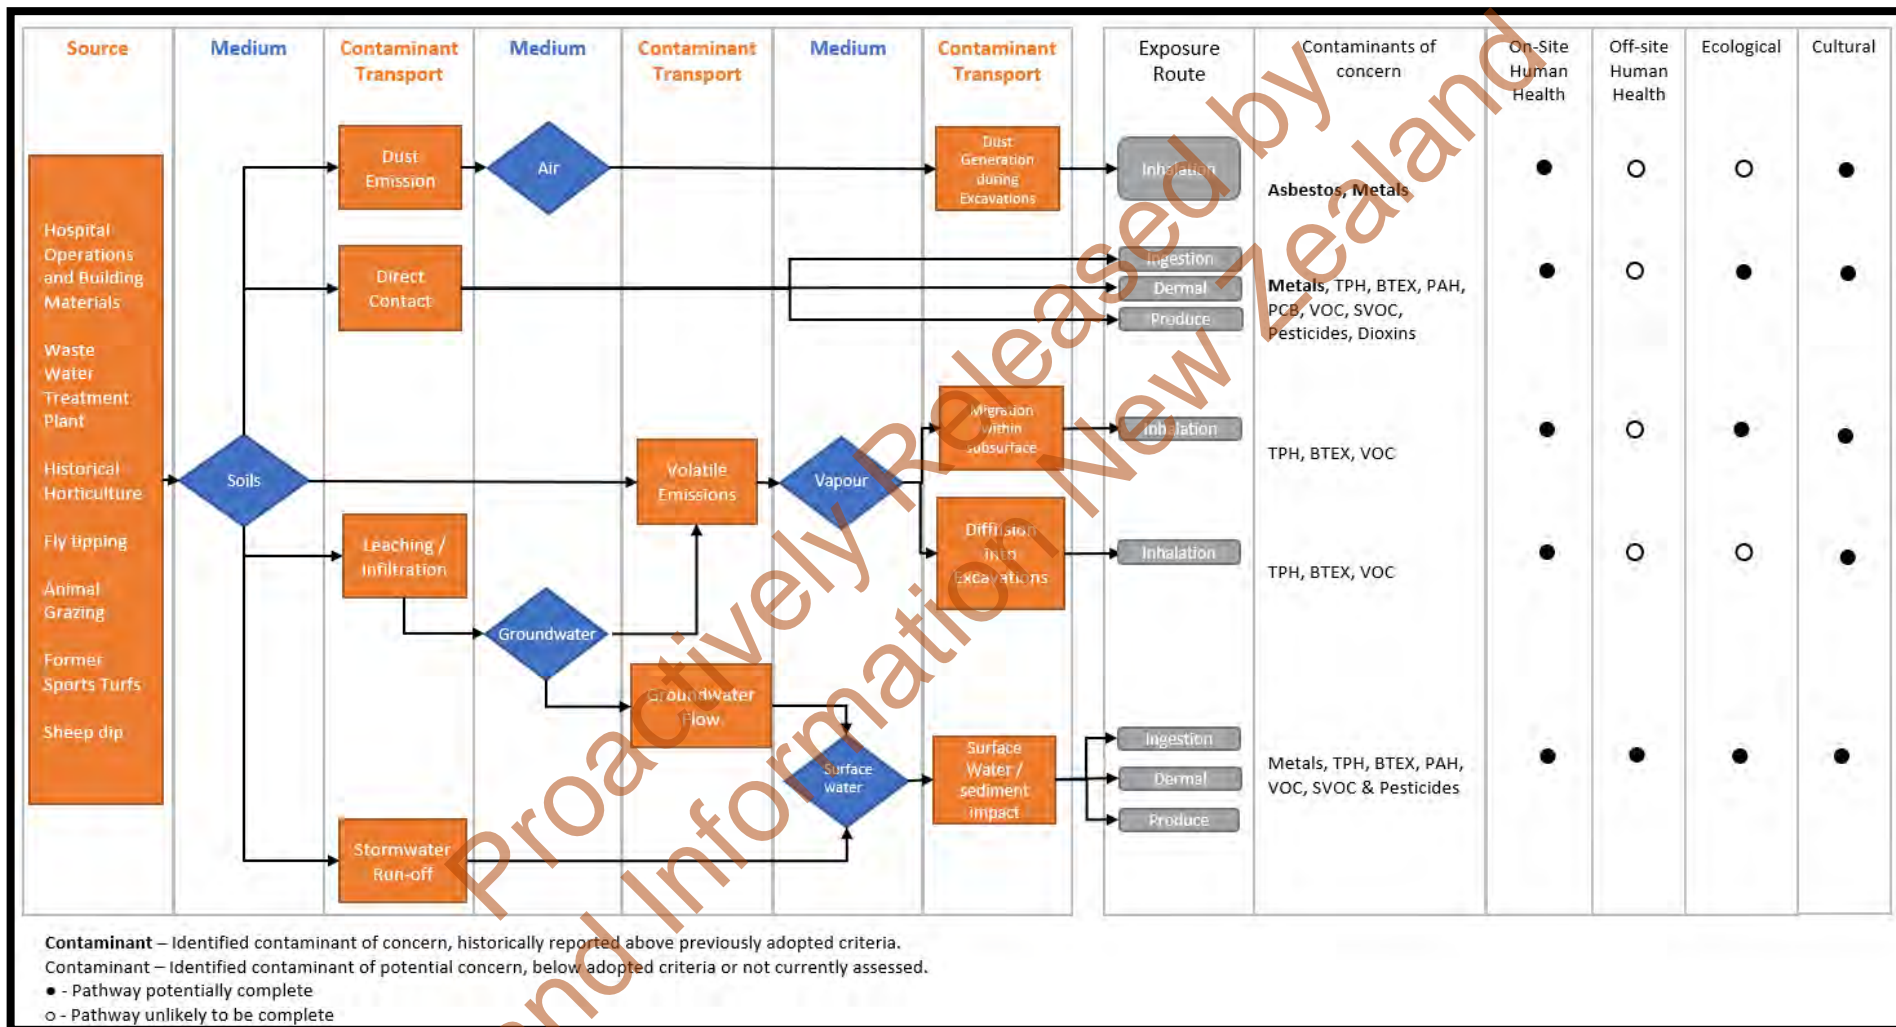 Source
Medium
Contaminant
Transport
Medium
Contaminant
Transport
Medium
Contaminant
Transport
Exposure
Route
Contaminants of
concern
On-Site
Human
Health
Off-site
Human
Health
Ecological
Cultural
Hospital
Operations
and Building
Materials
Waste
Water
Treatment
Plant
Historical
Horticulture
Fly tipping
Animal
Grazing
Former
Sports Turfs
Sheep dip
Soils
Dust
Emission
Air
Dust
Generation
during
Excavations
Inhalation
Asbestos, Metals
Direct
Contact
Ingestion
Dermal
Produce
Metals, TPH, BTEX, PAH,
PCB, VOC, SVOC,
Pesticides, Dioxins
Volatile
Emissions
Vapour
Migration
within
subsurface
Inhalation
TPH, BTEX, VOC
Diffusion
into
Excavations
Inhalation
TPH, BTEX, VOC
Leaching /
Infiltration
Groundwater
Groundwater
Flow
Surface
water
Surface
Water /
sediment
impact
Ingestion
Dermal
Produce
Metals, TPH, BTEX, PAH,
VOC, SVOC & Pesticides
Stormwater
Run-off
Contaminant – Identified contaminant of concern, historically reported above previously adopted criteria.
Contaminant – Identified contaminant of potential concern, below adopted criteria or not currently assessed.
● - Pathway potentially complete
o - Pathway unlikely to be complete
Proactively Released by
and Information New Zealand